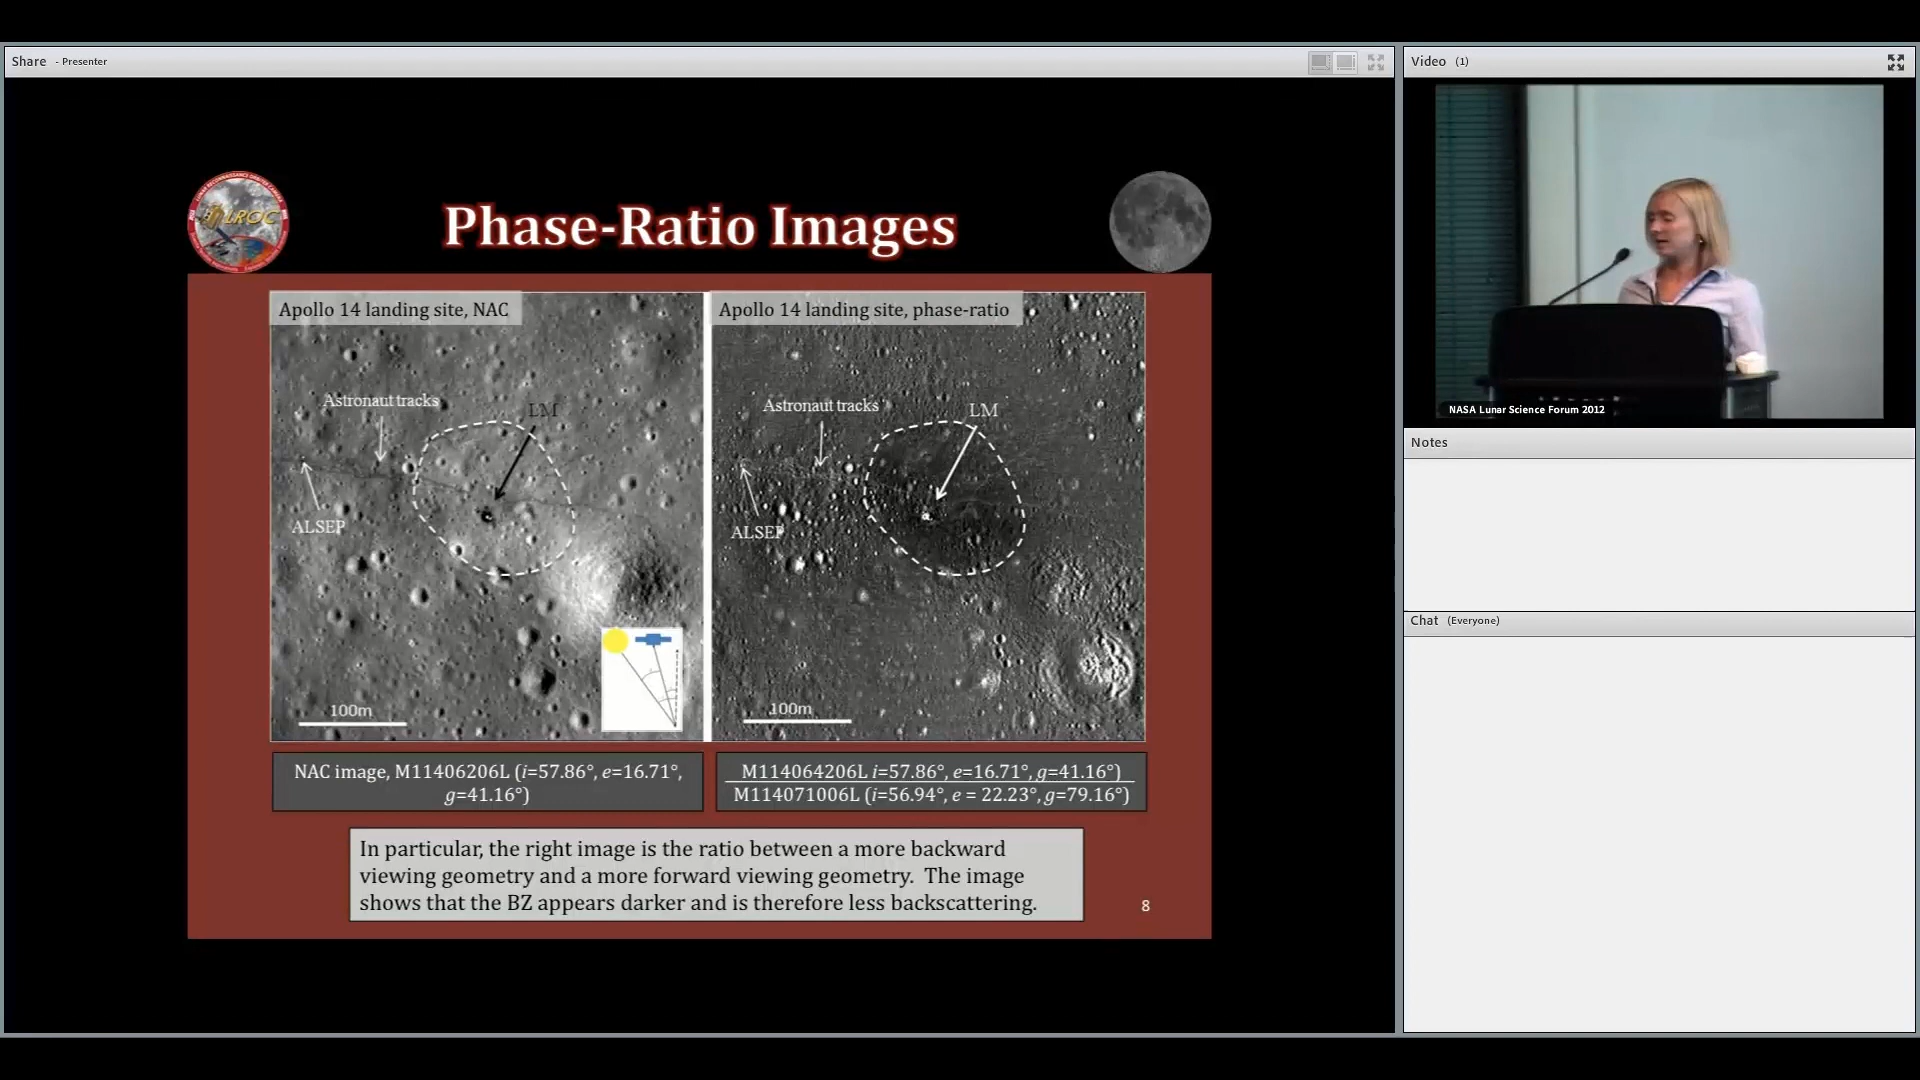 Share - Presenter
Video (1)
LROC
Phase-Ratio Images
Apollo 14 landing site, NAC
Apollo 14 landing site, phase-ratio
Astronaut tracks
LM
ALSEP
100m
Astronaut tracks
LM
ALSEP
100m
NAC image, M11406206L (i=57.86°, e=16.71°,
g=41.16°)
M114064206L i=57.86°, e=16.71°, g=41.16°)
M114071006L (i=56.94°, e = 22.23°, g=79.16°)
In particular, the right image is the ratio between a more backward
viewing geometry and a more forward viewing geometry. The image
shows that the BZ appears darker and is therefore less backscattering.
8
NASA Lunar Science Forum 2012
Notes
Chat (Everyone)